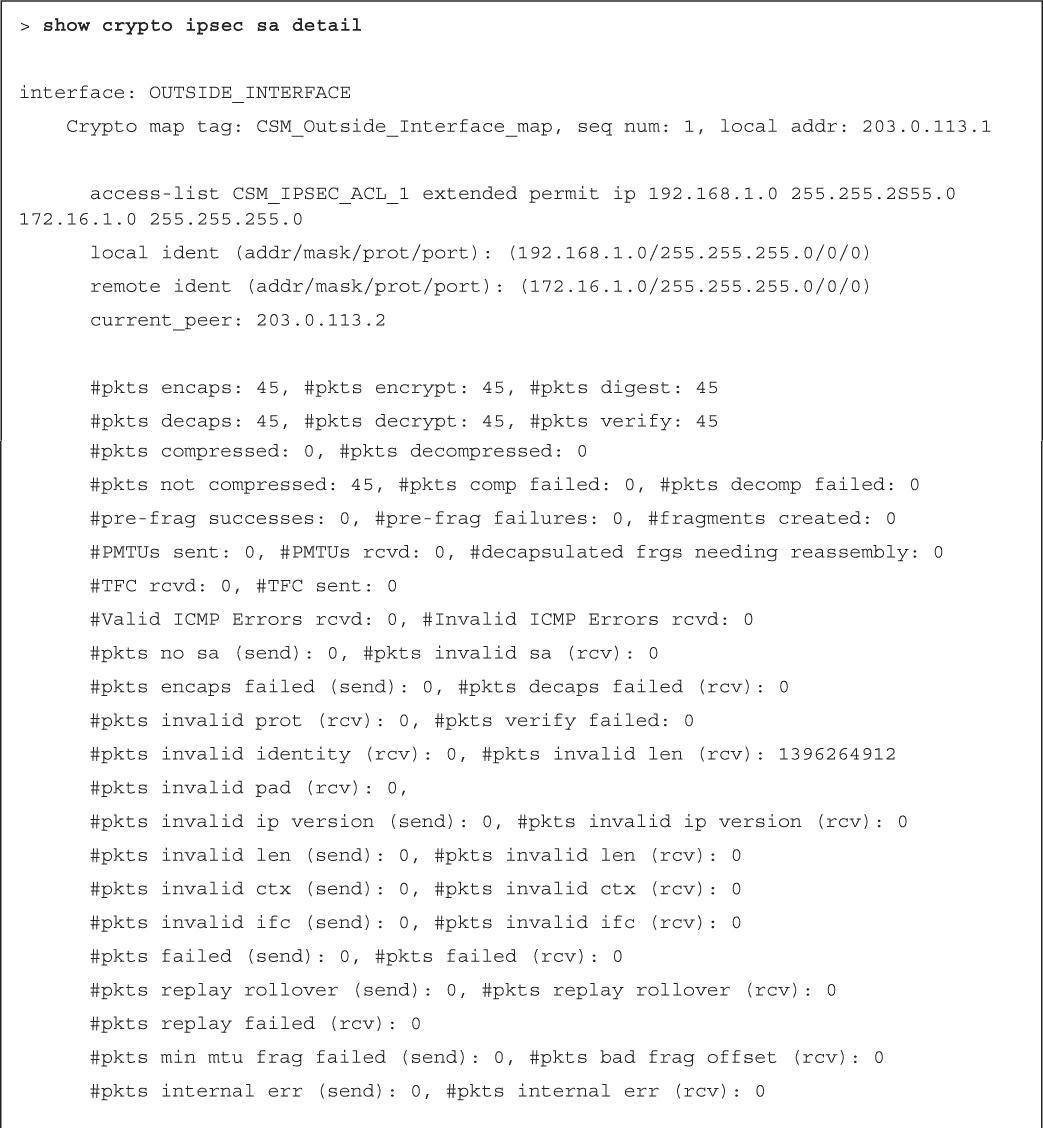 > show crypto ipsec sa detail
interface: OUTSIDE_INTERFACE
Crypto map tag: CSM_Outside_Interface_map, seq num: 1, local addr: 203.0.113.1
access-list CSM_IPSEC_ACL_1 extended permit ip 192.168.1.0 255.255.2S55.0
172.16.1.0 255.255.255.0
local ident (addr/mask/prot/port): (192.168.1.0/255.255.255.0/0/0)
remote ident (addr/mask/prot/port): (172.16.1.0/255.255.255.0/0/0)
current_peer: 203.0.113.2
#pkts encaps: 45, #pkts encrypt: 45, #pkts digest: 45
#pkts decaps: 45, #pkts decrypt: 45, #pkts verify: 45
#pkts compressed: 0, #pkts decompressed: 0
#pkts not compressed: 45, #pkts comp failed: 0, #pkts decomp failed: 0
#pre-frag successes: 0, #pre-frag failures: 0, #fragments created: 0
#PMTUs sent: 0, #PMTUs rcvd: 0, #decapsulated frgs needing reassembly: 0
#TFC rcvd: 0, #TFC sent: 0
#Valid ICMP Errors rcvd: 0, #Invalid ICMP Errors rcvd: 0
#pkts no sa (send): 0, #pkts invalid sa (rcv): 0
#pkts encaps failed (send): 0, #pkts decaps failed (rcv): 0
#pkts invalid prot (rcv): 0, #pkts verify failed: 0
#pkts invalid identity (rcv): 0, #pkts invalid len (rcv): 1396264912
#pkts invalid pad (rcv): 0,
#pkts invalid ip version (send): 0, #pkts invalid ip version (rcv): 0
#pkts invalid len (send): 0, #pkts invalid len (rcv): 0
#pkts invalid ctx (send): 0, #pkts invalid ctx (rcv): 0
#pkts invalid ifc (send): 0, #pkts invalid ifc (rcv): 0
#pkts failed (send): 0, #pkts failed (rcv): 0
#pkts replay rollover (send): 0, #pkts replay rollover (rcv): 0
#pkts replay failed (rcv): 0
#pkts min mtu frag failed (send): 0, #pkts bad frag offset (rcv): 0
#pkts internal err (send): 0, #pkts internal err (rcv): 0